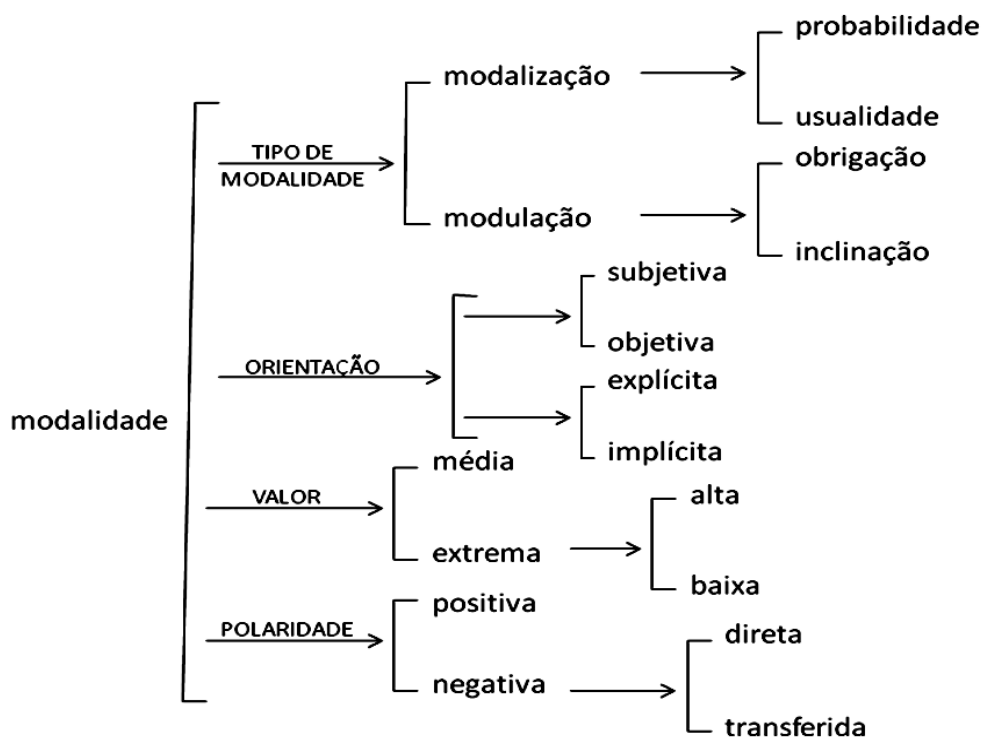 probabilidade
modalização
usualidade
TIPO DE
MODALIDADE
obrigação
modulação
inclinação
subjetiva
objetiva
ORIENTAÇÃO
explícita
implícita
modalidade
média
VALOR
alta
extrema
baixa
positiva
POLARIDADE
direta
negativa
transferida